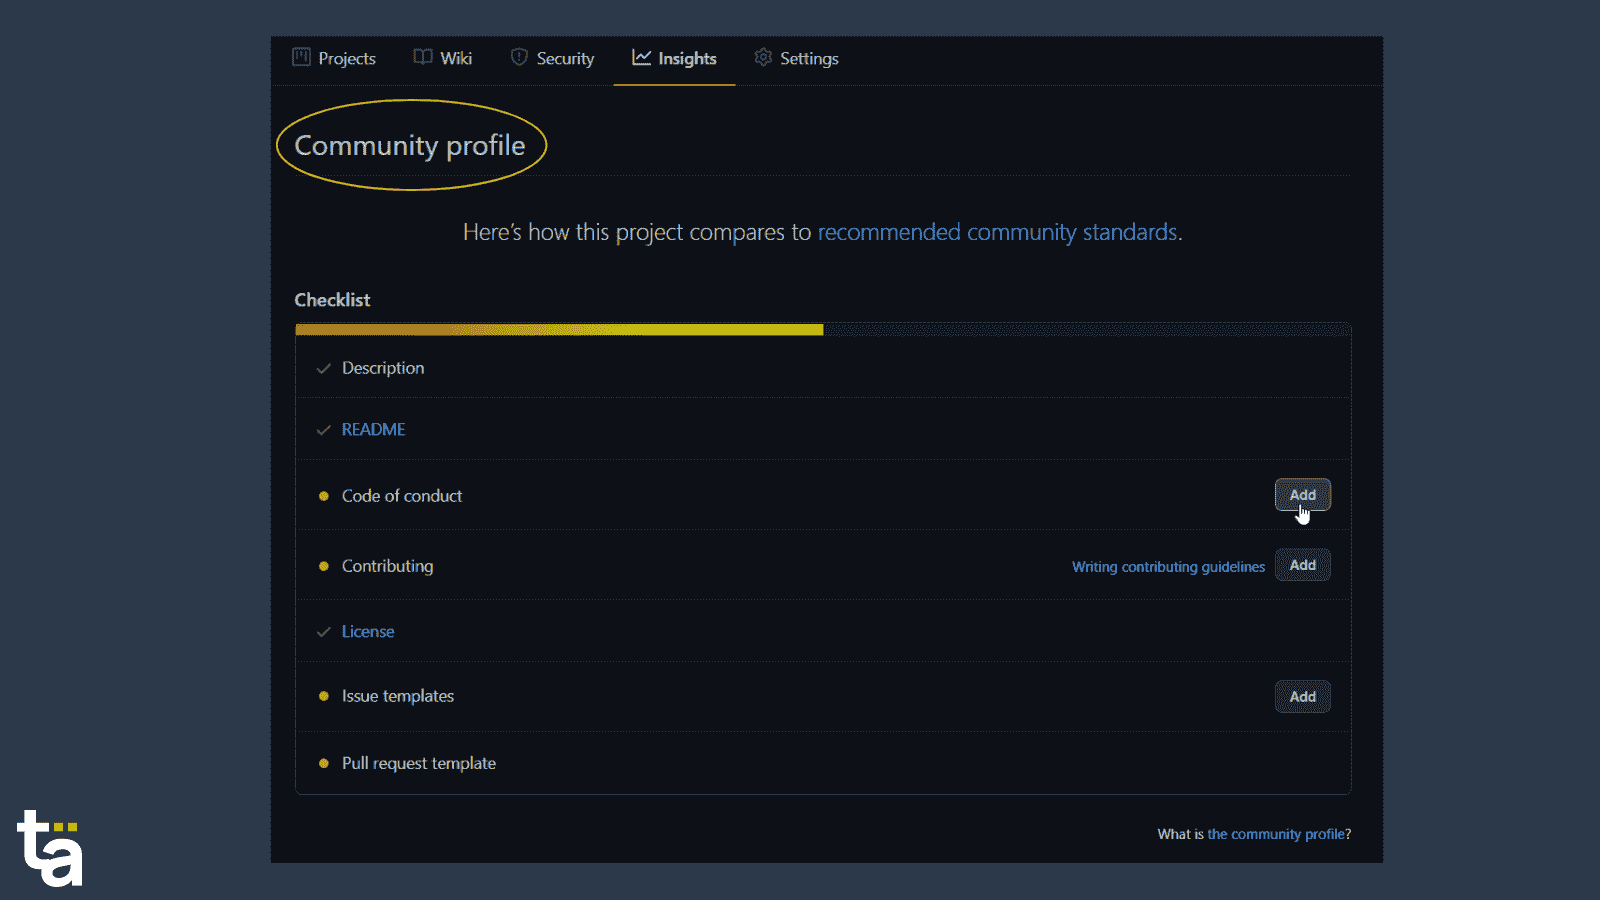 Projects Wiki Security Insights Settings
Community profile
Here's how this project compares to recommended community standards.
Checklist
Description
README
Code of conduct Add
Contributing Writing contributing guidelines Add
License
Issue templates Add
Pull request template
What is the community profile?
tä